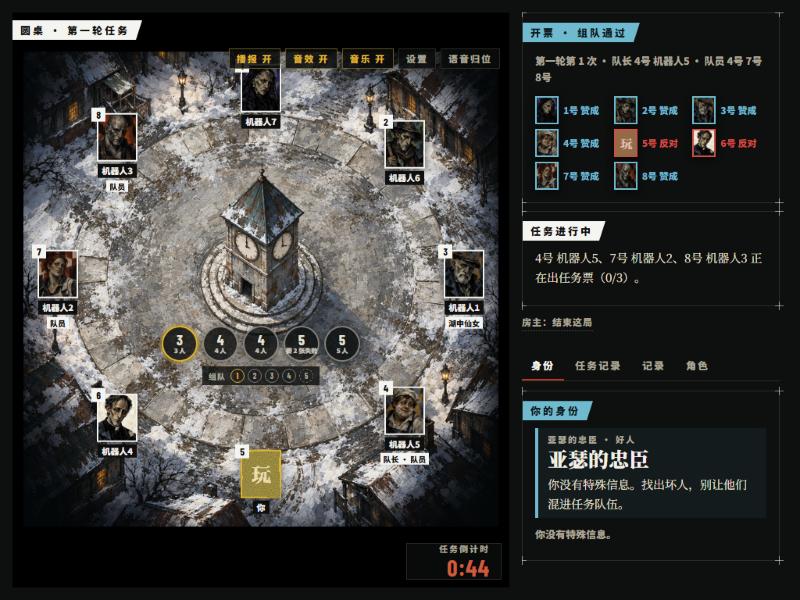 圆桌 · 第一轮任务
播报 开
音效 开
音乐 开
设置
语音归位
机器人7
8
机器人3
队员
2
机器人6
7
机器人2
队员
3
机器人1
湖中仙女
3
3人
4
4人
4
4人
5
需2张失败
5
5人
组队 1 2 3 4 5
6
机器人4
4
机器人5
队长 · 队员
5
玩
你
任务倒计时
0:44
开票 · 组队通过
第一轮第 1 次 · 队长 4号 机器人5 · 队员 4号 7号
8号
1号 赞成
2号 赞成
3号 赞成
4号 赞成
玩
5号 反对
6号 反对
7号 赞成
8号 赞成
任务进行中
4号 机器人5、7号 机器人2、8号 机器人3 正
在出任务票（0/3）。
房主：结束这局
身份
任务记录
记录
角色
你的身份
亚瑟的忠臣 · 好人
亚瑟的忠臣
你没有特殊信息。找出坏人，别让他们
混进任务队伍。
你没有特殊信息。